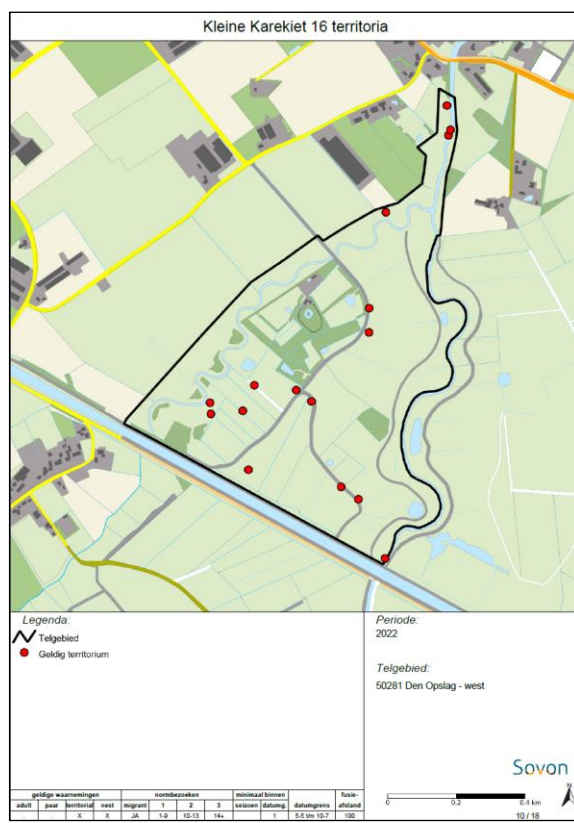 Kleine Karekiet 16 territoria
Legenda:
Telgebied
Geldig territorium
Periode:
2022
Telgebied:
50281 Den Opslag - west
Sovon
N
0 0.2 0.4 km
10 / 18
geldige waarnemingen normbezoeken minimaal binnen fusie-
adult paar territorial nest migrant 1 2 3 seizoen datumg. datumgrens afstand
. . X X JA 1-9 10-13 14+ 1 5-5 t/m 10-7 100